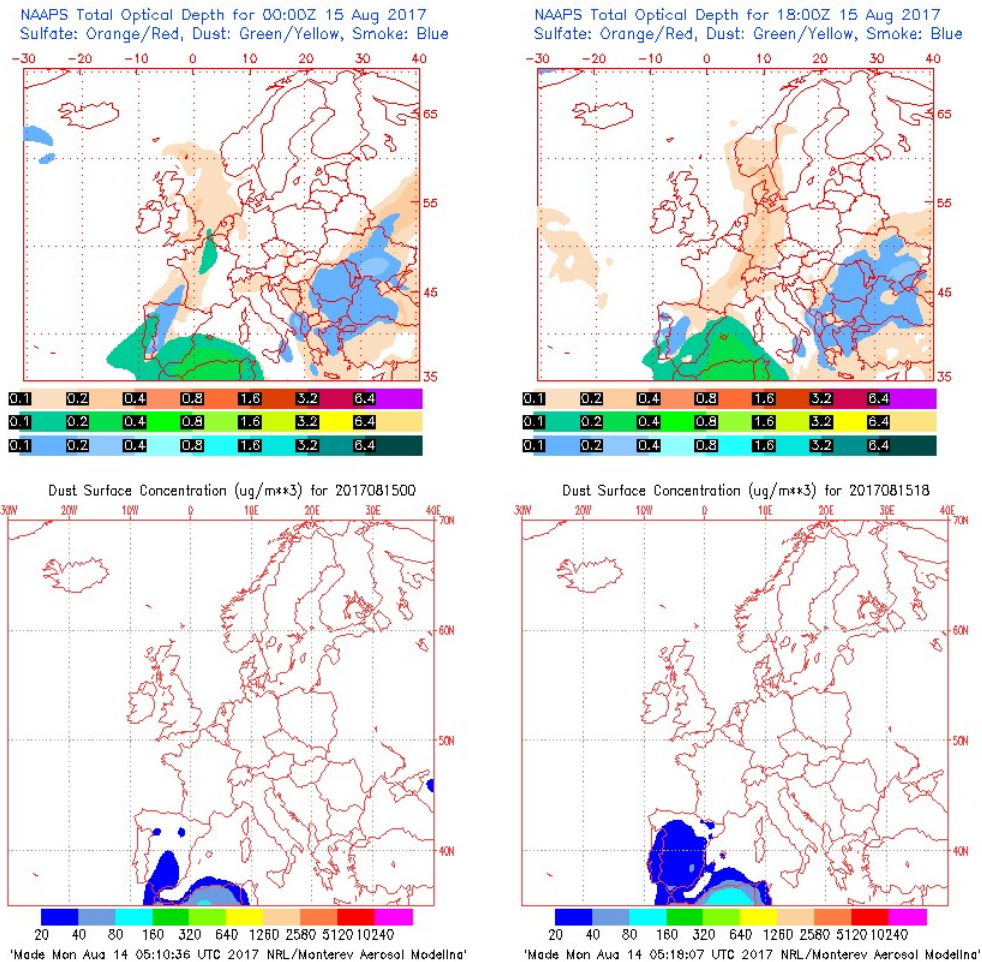 NAAPS Total Optical Depth for 00:00Z 15 Aug 2017
Sulfate: Orange/Red, Dust: Green/Yellow, Smoke: Blue
-30 -20 -10 0 10 20 30 40
65
55
45
35
0.1 0.2 0.4 0.8 1.6 3.2 6.4
0.1 0.2 0.4 0.8 1.6 3.2 6.4
0.1 0.2 0.4 0.8 1.6 3.2 6.4
NAAPS Total Optical Depth for 18:00Z 15 Aug 2017
Sulfate: Orange/Red, Dust: Green/Yellow, Smoke: Blue
-30 -20 -10 0 10 20 30 40
65
55
45
35
0.1 0.2 0.4 0.8 1.6 3.2 6.4
0.1 0.2 0.4 0.8 1.6 3.2 6.4
0.1 0.2 0.4 0.8 1.6 3.2 6.4
Dust Surface Concentration (ug/m**3) for 2017081500
30W 20W 10W 0 10E 20E 30E 40E
70N
60N
50N
40N
20 40 80 160 320 640 1260 2580 5120 10240
'Made Mon Aug 14 05:10:36 UTC 2017 NRL/Monterey Aerosol Modeling'
Dust Surface Concentration (ug/m**3) for 2017081518
30W 20W 10W 0 10E 20E 30E 40E
70N
60N
50N
40N
20 40 80 160 320 640 1260 2580 5120 10240
'Made Mon Aug 14 05:18:07 UTC 2017 NRL/Monterey Aerosol Modeling'